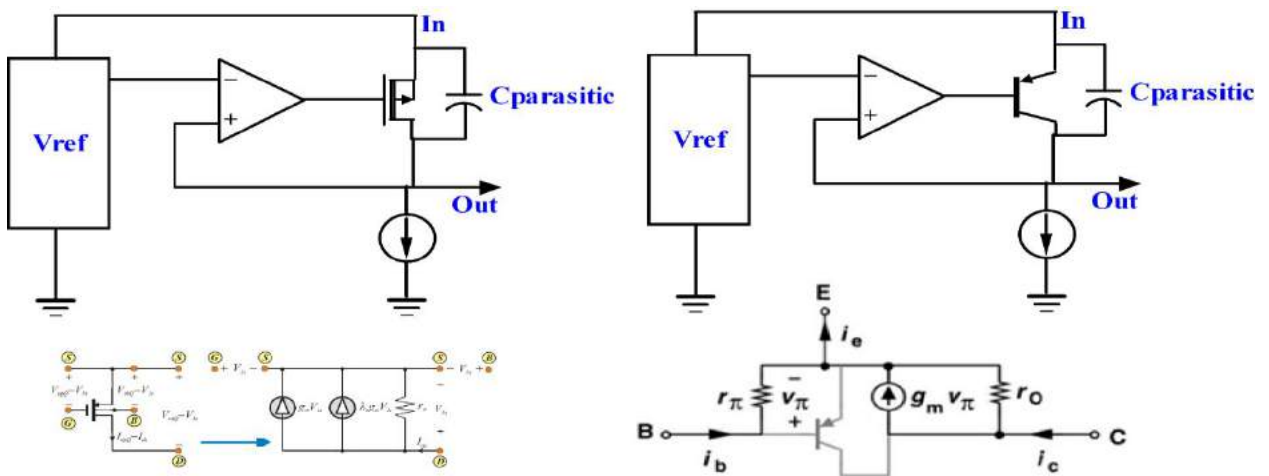 In
−
+
Vref
Cparasitic
Out
In
−
+
Vref
Cparasitic
Out
S
S
G
S
S
B
G
B
D
D
E
i_e
r_π
−
v_π
+
g_m v_π
r_O
B
i_b
i_c
C